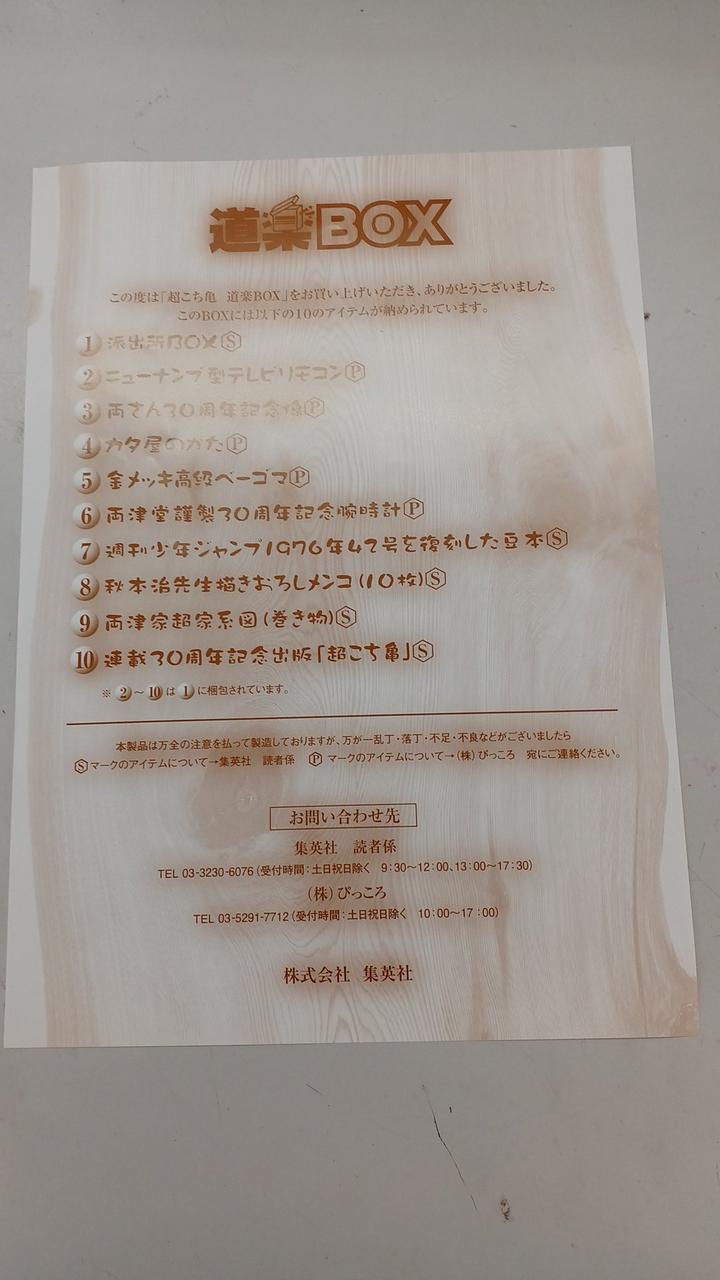 道楽BOX
この度は「超こち亀 道楽BOX」をお買い上げいただき、ありがとうございました。
このBOXには以下の10のアイテムが納められています。
1 派出所BOX Ⓢ
2 ニューナンブ型テレビリモコン Ⓟ
3 両さん30周年記念像 Ⓟ
4 カタ屋のかた Ⓟ
5 金メッキ高級ベーゴマ Ⓟ
6 両津堂謹製30周年記念腕時計 Ⓟ
7 週刊少年ジャンプ1976年42号を復刻した豆本 Ⓢ
8 秋本治先生描きおろしメンコ(10枚) Ⓢ
9 両津家超家系図(巻き物) Ⓢ
10 連載30周年記念出版「超こち亀」 Ⓢ
※ 2 ～ 10 は 1 に梱包されています。
本製品は万全の注意を払って製造しておりますが、万が一乱丁・落丁・不足・不良などがございましたら
Ⓢ マークのアイテムについて→集英社 読者係 Ⓟ マークのアイテムについて→(株)ぴっころ 宛にご連絡ください。
お問い合わせ先
集英社 読者係
TEL 03-3230-6076(受付時間：土日祝日除く 9：30～12：00、13：00～17：30)
(株)ぴっころ
TEL 03-5291-7712(受付時間：土日祝日除く 10：00～17：00)
株式会社 集英社